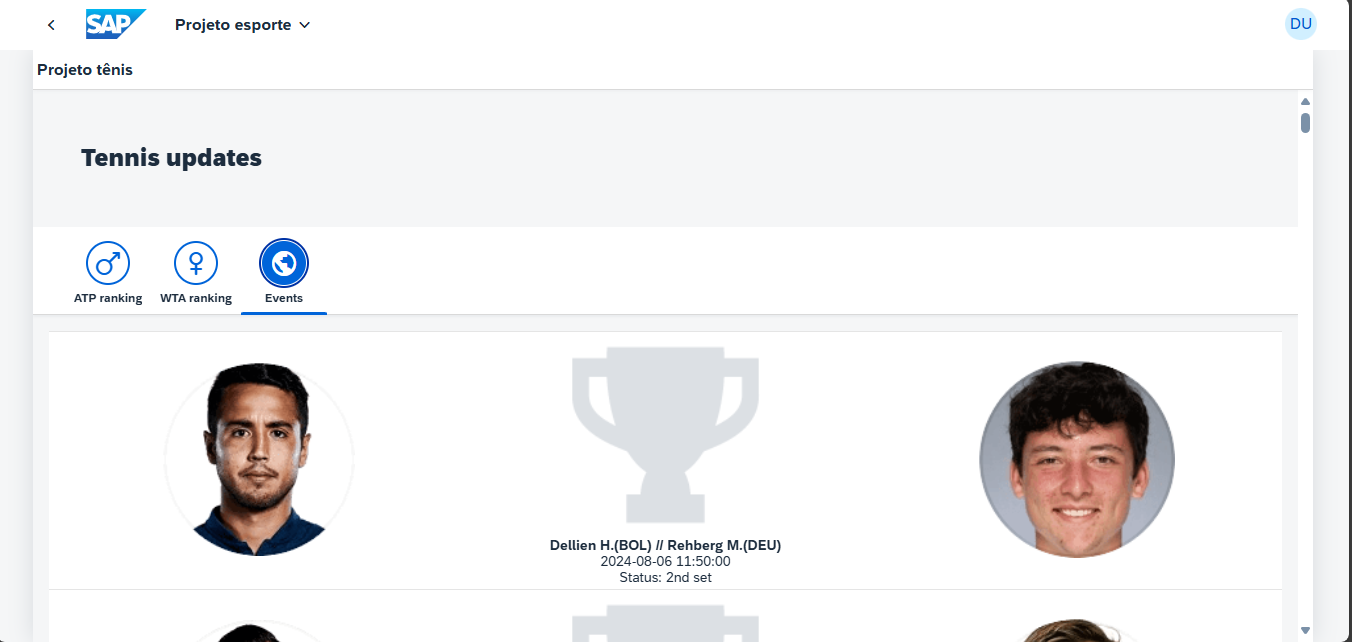 SAP Projeto esporte DU
Projeto tênis
Tennis updates
ATP ranking WTA ranking Events
Dellien H.(BOL) // Rehberg M.(DEU)
2024-08-06 11:50:00
Status: 2nd set